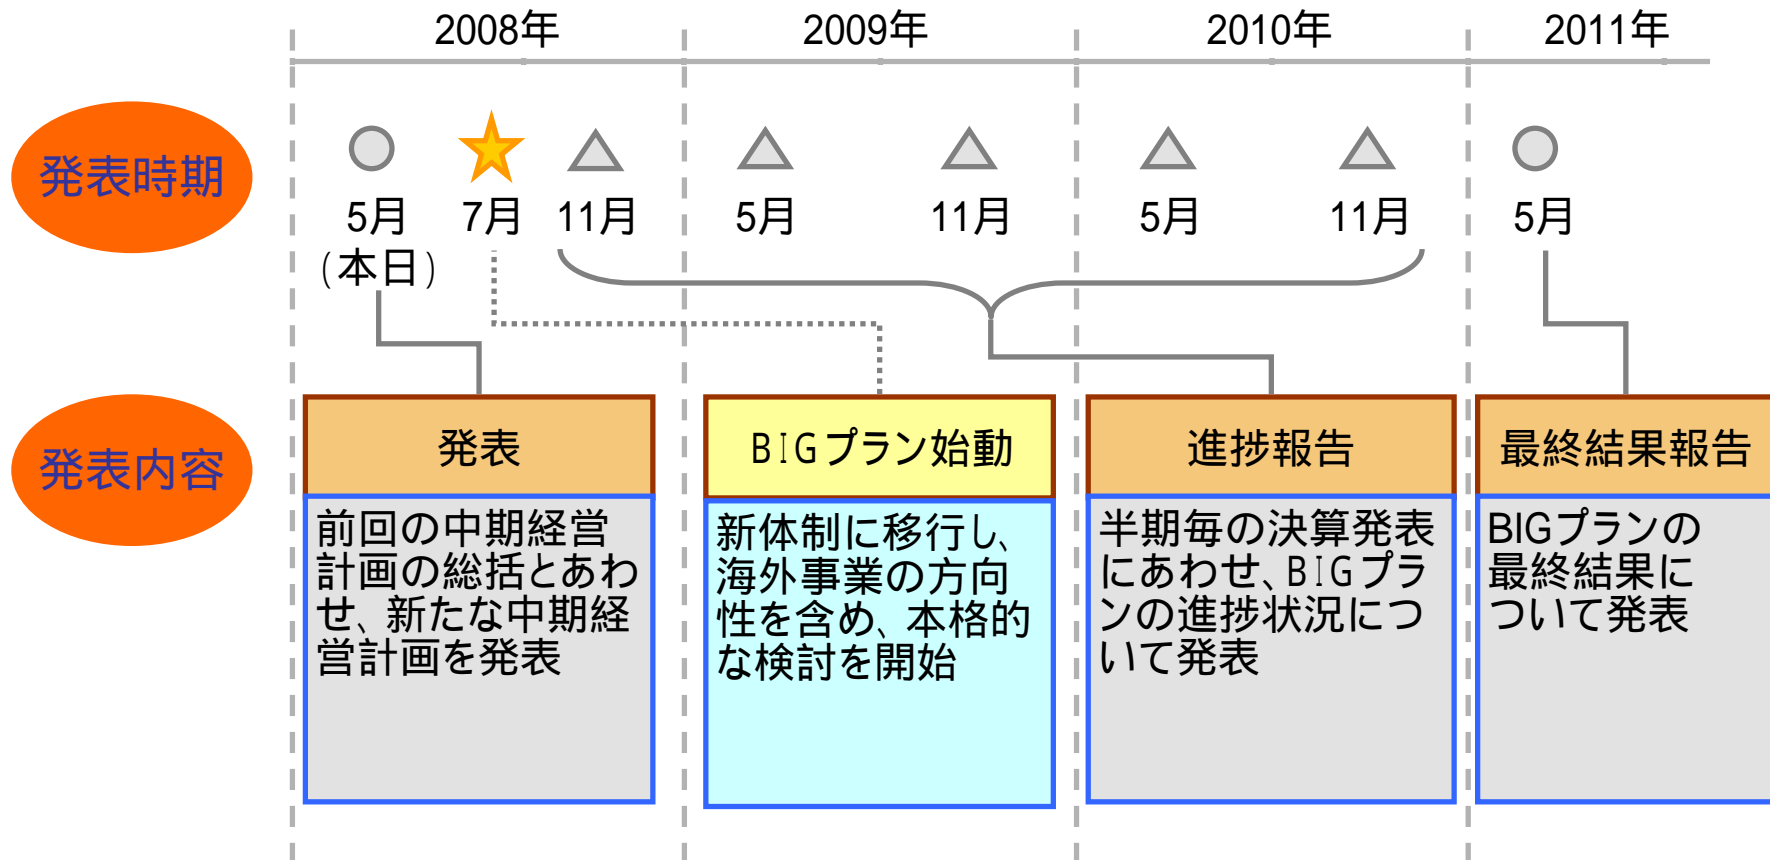 2008年
2009年
2010年
2011年
発表時期
5月
(本日)
7月
11月
5月
11月
5月
11月
5月
発表内容
発表
前回の中期経営
計画の総括とあわ
せ、新たな中期経
営計画を発表
BIGプラン始動
新体制に移行し、
海外事業の方向
性を含め、本格的
な検討を開始
進捗報告
半期毎の決算発表
にあわせ、BIGプラ
ンの進捗状況につ
いて発表
最終結果報告
BIGプランの
最終結果に
ついて発表